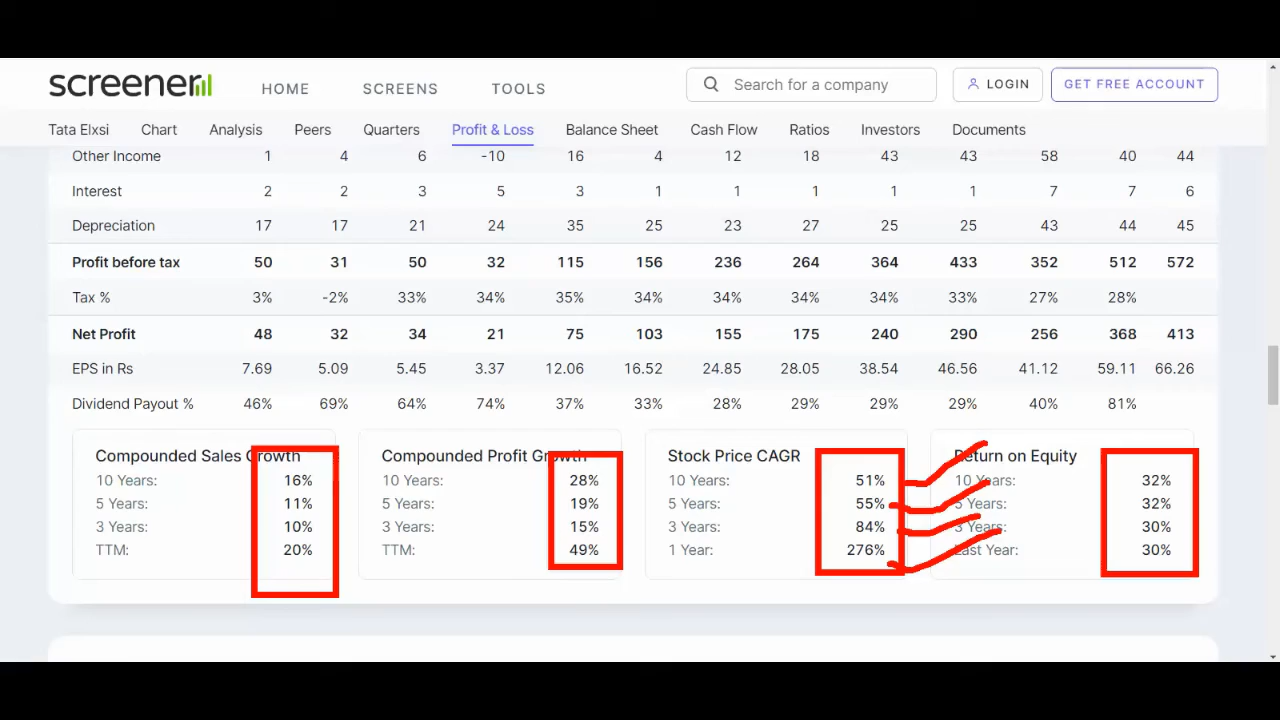 screener HOME SCREENS TOOLS Search for a company LOGIN GET FREE ACCOUNT
Tata Elxsi Chart Analysis Peers Quarters Profit & Loss Balance Sheet Cash Flow Ratios Investors Documents
Other Income 1 4 6 -10 16 4 12 18 43 43 58 40 44
Interest 2 2 3 5 3 1 1 1 1 1 7 7 6
Depreciation 17 17 21 24 35 25 23 27 25 25 43 44 45
Profit before tax 50 31 50 32 115 156 236 264 364 433 352 512 572
Tax % 3% -2% 33% 34% 35% 34% 34% 34% 34% 33% 27% 28%
Net Profit 48 32 34 21 75 103 155 175 240 290 256 368 413
EPS in Rs 7.69 5.09 5.45 3.37 12.06 16.52 24.85 28.05 38.54 46.56 41.12 59.11 66.26
Dividend Payout % 46% 69% 64% 74% 37% 33% 28% 29% 29% 29% 40% 81%
Compounded Sales Growth
10 Years: 16%
5 Years: 11%
3 Years: 10%
TTM: 20%
Compounded Profit Growth
10 Years: 28%
5 Years: 19%
3 Years: 15%
TTM: 49%
Stock Price CAGR
10 Years: 51%
5 Years: 55%
3 Years: 84%
1 Year: 276%
Return on Equity
10 Years: 32%
5 Years: 32%
3 Years: 30%
Last Year: 30%